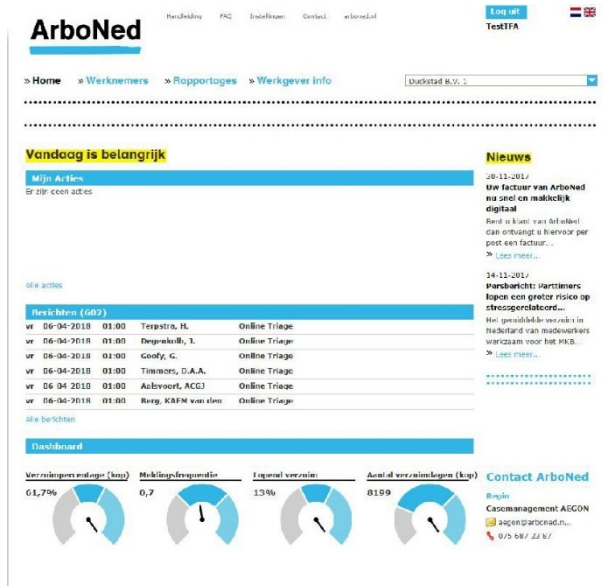 ArboNed
Handleiding FAQ Instellingen Contact arboned.nl
Log uit
TestTFA
» Home » Werknemers » Rapportages » Werkgever info
Duckstad B.V. 1
Vandaag is belangrijk
Mijn Acties
Er zijn geen acties
Alle acties
Berichten (602)
vr 06-04-2018 01:00 Terpstra, H. Online Triage
vr 06-04-2018 01:00 Degenkolb, J. Online Triage
vr 06-04-2018 01:00 Goofy, G. Online Triage
vr 06-04-2018 01:00 Timmers, D.A.A. Online Triage
vr 06-04-2018 01:00 Aalsvoort, ACGJ Online Triage
vr 06-04-2018 01:00 Berg, KAEM van den Online Triage
Alle berichten
Dashboard
Verzuimpercentage (kop) Meldingsfrequentie Lopend verzuim Aantal verzuimdagen (kop)
61,7% 0,7 13% 8199
Nieuws
20-11-2017
Uw factuur van ArboNed
nu snel en makkelijk
digitaal
Bent u klant van ArboNed
dan ontvangt u hiervoor per
post een factuur...
» Lees meer...
14-11-2017
Persbericht: Parttimers
lopen een groter risico op
stressgerelateerd...
Het gemiddelde verzuim in
Nederland van medewerkers
werkzaam voor het MKB...
» Lees meer...
Contact ArboNed
Regio
Casemanagement AEGON
aegon@arboned.n...
075 687 23 87